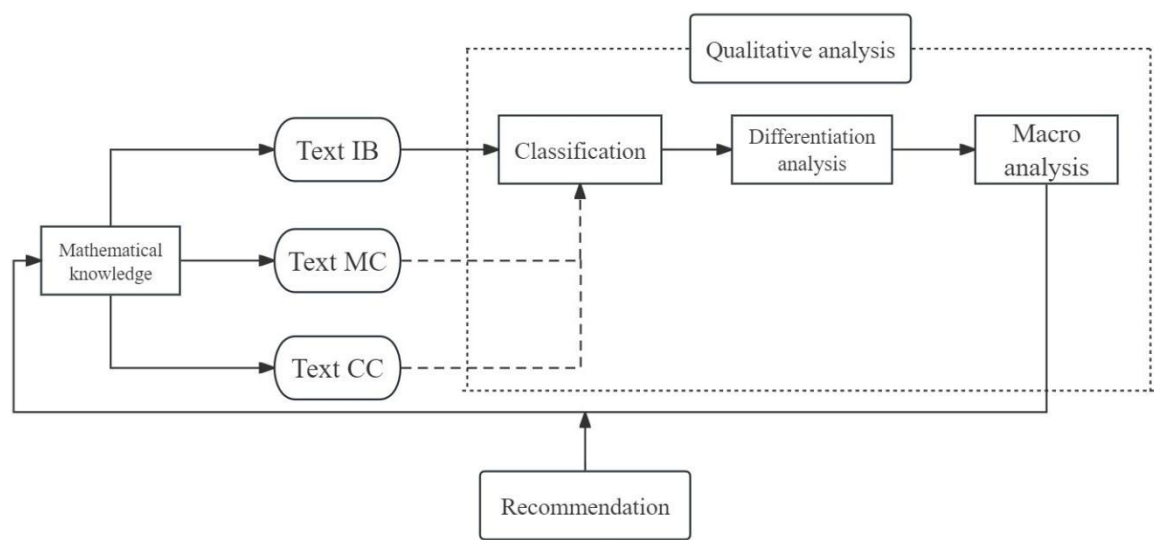 Qualitative analysis
Text IB
Classification
Differentiation
analysis
Macro
analysis
Mathematical
knowledge
Text MC
Text CC
Recommendation